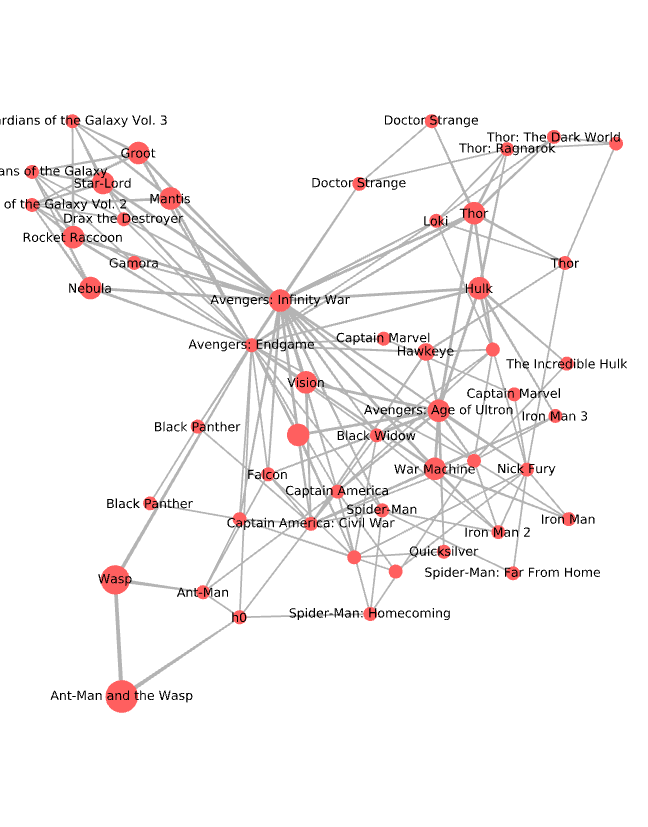 rdians of the Galaxy Vol. 3
Doctor Strange
Thor: The Dark World
Thor: Ragnarok
Groot
ans of the Galaxy
Star-Lord
Doctor Strange
Mantis
of the Galaxy Vol. 2
Drax the Destroyer
Loki
Thor
Rocket Raccoon
Gamora
Thor
Nebula
Hulk
Avengers: Infinity War
Captain Marvel
Avengers: Endgame
Hawkeye
The Incredible Hulk
Vision
Captain Marvel
Avengers: Age of Ultron
Iron Man 3
Black Panther
Black Widow
War Machine
Nick Fury
Falcon
Captain America
Black Panther
Spider-Man
Captain America: Civil War
Iron Man
Iron Man 2
Quicksilver
Spider-Man: Far From Home
Wasp
Ant-Man
h0
Spider-Man: Homecoming
Ant-Man and the Wasp